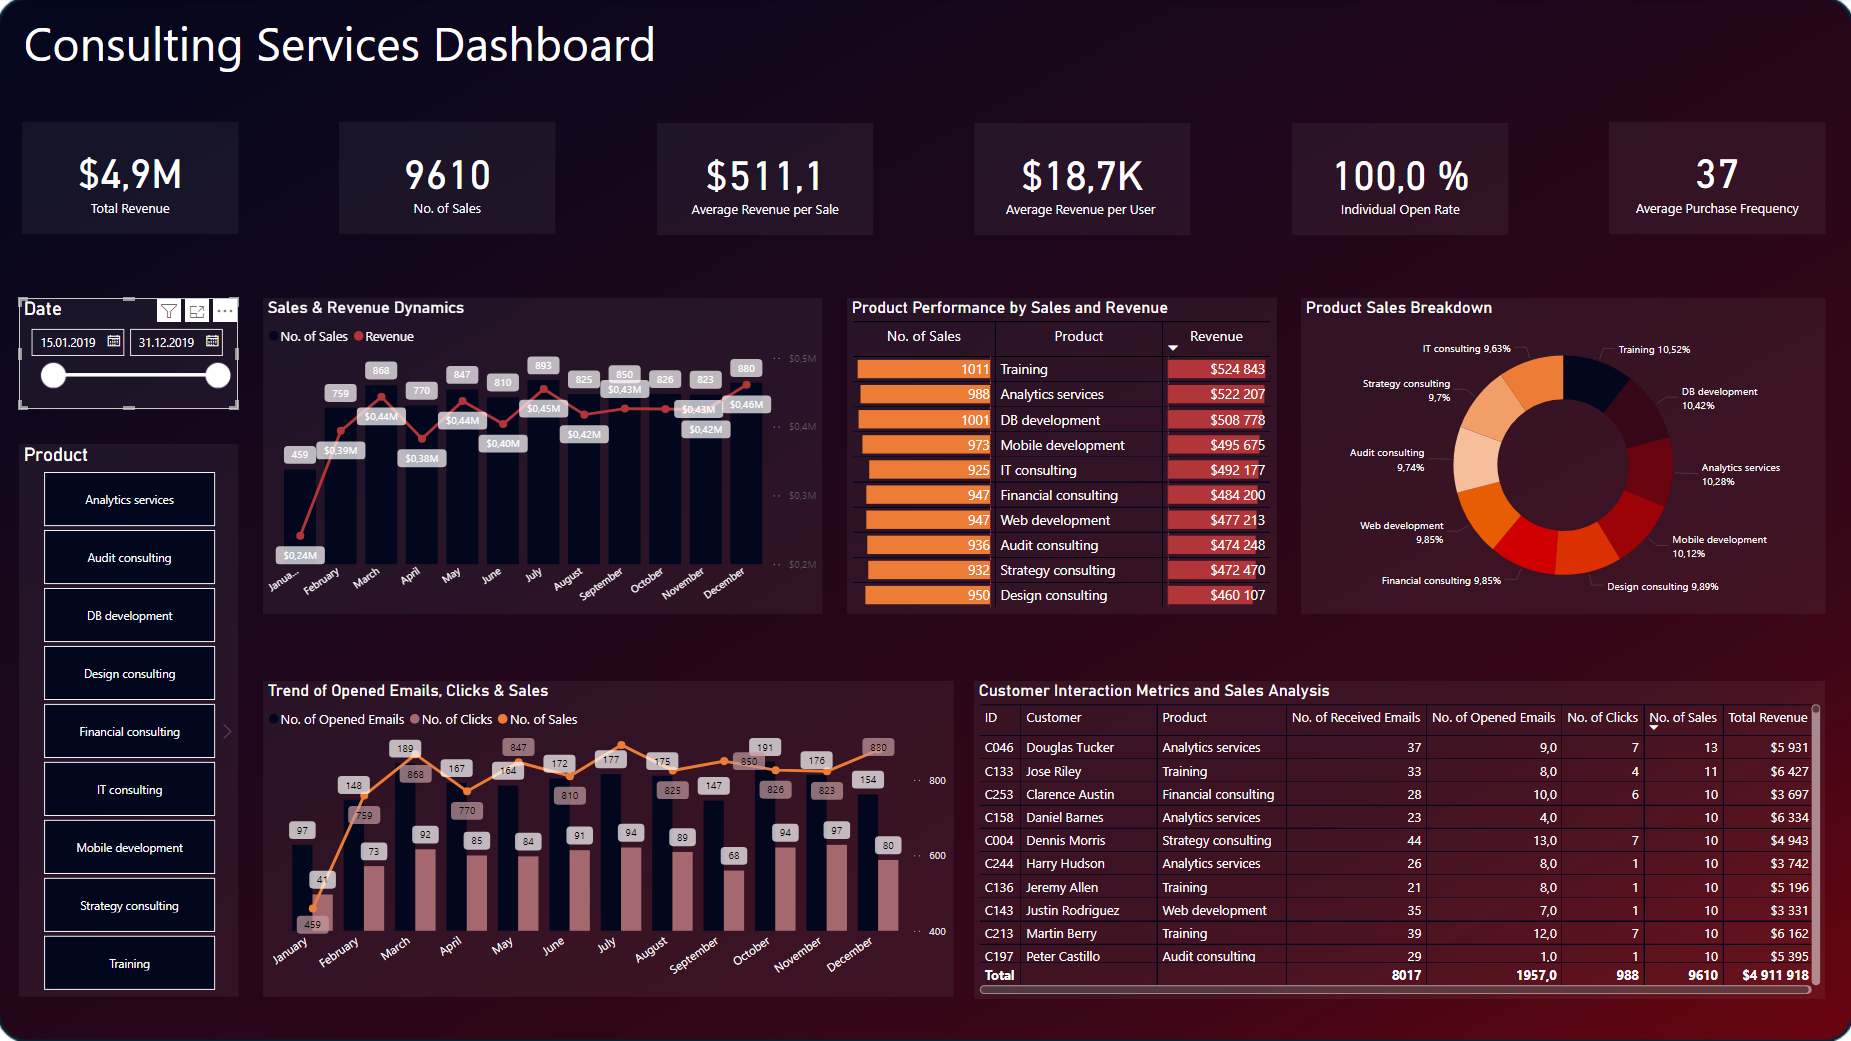 Consulting Services Dashboard
$4,9M
Total Revenue
9610
No. of Sales
$511,1
Average Revenue per Sale
$18,7K
Average Revenue per User
100,0 %
Individual Open Rate
37
Average Purchase Frequency
Date
15.01.2019 31.12.2019
Product
Analytics services
Audit consulting
DB development
Design consulting
Financial consulting
IT consulting
Mobile development
Strategy consulting
Training
Sales & Revenue Dynamics
No. of Sales Revenue
459 759 868 770 847 810 893 825 850 826 823 880
$0,24M $0,39M $0,44M $0,38M $0,44M $0,40M $0,45M $0,42M $0,43M $0,42M $0,43M $0,46M
$0,5M
$0,4M
$0,3M
$0,2M
Janua... February March April May June July August September October November December
Product Performance by Sales and Revenue
No. of Sales Product Revenue
1011 Training $524 843
988 Analytics services $522 207
1001 DB development $508 778
973 Mobile development $495 675
925 IT consulting $492 177
947 Financial consulting $484 200
947 Web development $477 213
936 Audit consulting $474 248
932 Strategy consulting $472 470
950 Design consulting $460 107
Product Sales Breakdown
IT consulting 9,63%
Training 10,52%
Strategy consulting
9,7%
DB development
10,42%
Audit consulting
9,74%
Analytics services
10,28%
Web development
9,85%
Mobile development
10,12%
Financial consulting 9,85%
Design consulting 9,89%
Trend of Opened Emails, Clicks & Sales
No. of Opened Emails No. of Clicks No. of Sales
97 148 189 167 164 172 177 175 147 191 176 154
41 73 92 85 84 91 94 89 68 94 97 80
459 759 868 770 847 810 825 850 826 823 880
800
600
400
January February March April May June July August September October November December
Customer Interaction Metrics and Sales Analysis
ID Customer Product No. of Received Emails No. of Opened Emails No. of Clicks No. of Sales Total Revenue
C046 Douglas Tucker Analytics services 37 9,0 7 13 $5 931
C133 Jose Riley Training 33 8,0 4 11 $6 427
C253 Clarence Austin Financial consulting 28 10,0 6 10 $3 697
C158 Daniel Barnes Analytics services 23 4,0 10 $6 334
C004 Dennis Morris Strategy consulting 44 13,0 7 10 $4 943
C244 Harry Hudson Analytics services 26 8,0 1 10 $3 742
C136 Jeremy Allen Training 21 8,0 1 10 $5 196
C143 Justin Rodriguez Web development 35 7,0 1 10 $3 331
C213 Martin Berry Training 39 12,0 7 10 $6 162
C197 Peter Castillo Audit consulting 29 1,0 1 10 $5 395
Total 8017 1957,0 988 9610 $4 911 918